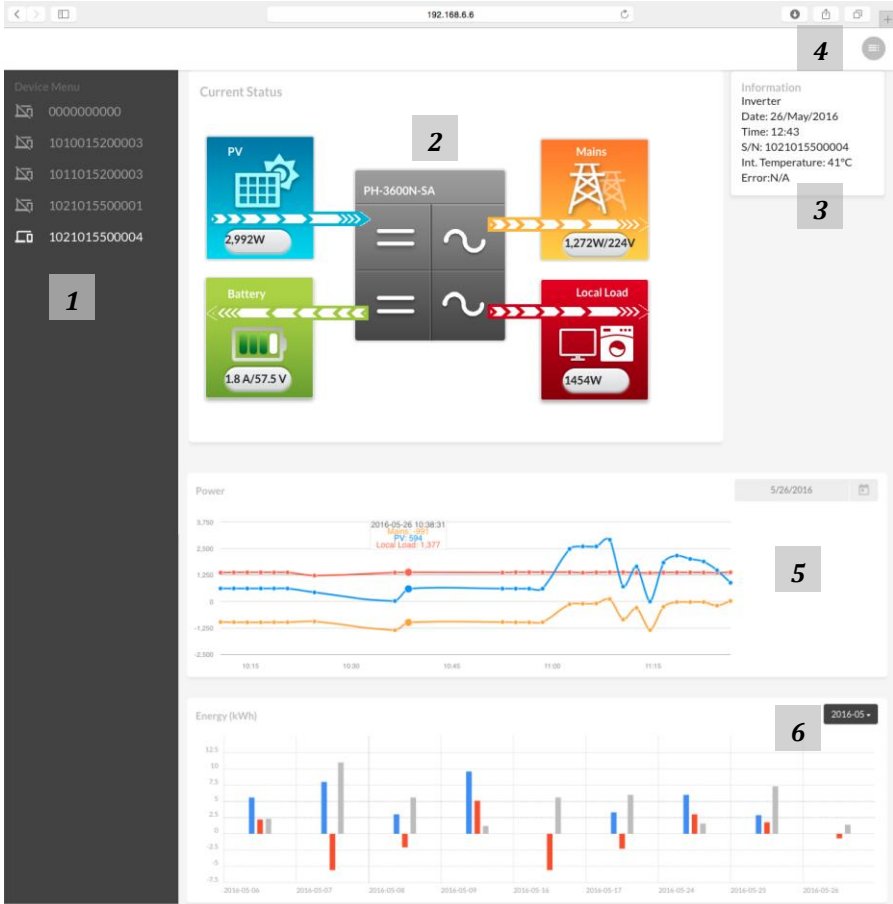 192.168.6.6
4
Device Menu
0000000000
1010015200003
1011015200003
1021015500001
1021015500004
1
Current Status
2
PV
2,992W
PH-3600N-SA
Mains
1,272W/224V
Battery
1.8 A/57.5 V
Local Load
1454W
Information
Inverter
Date: 26/May/2016
Time: 12:43
S/N: 1021015500004
Int. Temperature: 41°C
Error:N/A
3
Power
5/26/2016
3,750
2,500
1,250
0
-1,250
-2,500
2016-05-26 10:38:31
Mains: -991
PV: 594
Local Load: 1,377
10:15
10:30
10:45
11:00
11:15
5
Energy (kWh)
6
2016-05
12.5
10
7.5
5
2.5
0
-2.5
-5
-7.5
2016-05-06
2016-05-07
2016-05-08
2016-05-09
2016-05-16
2016-05-17
2016-05-24
2016-05-25
2016-05-26